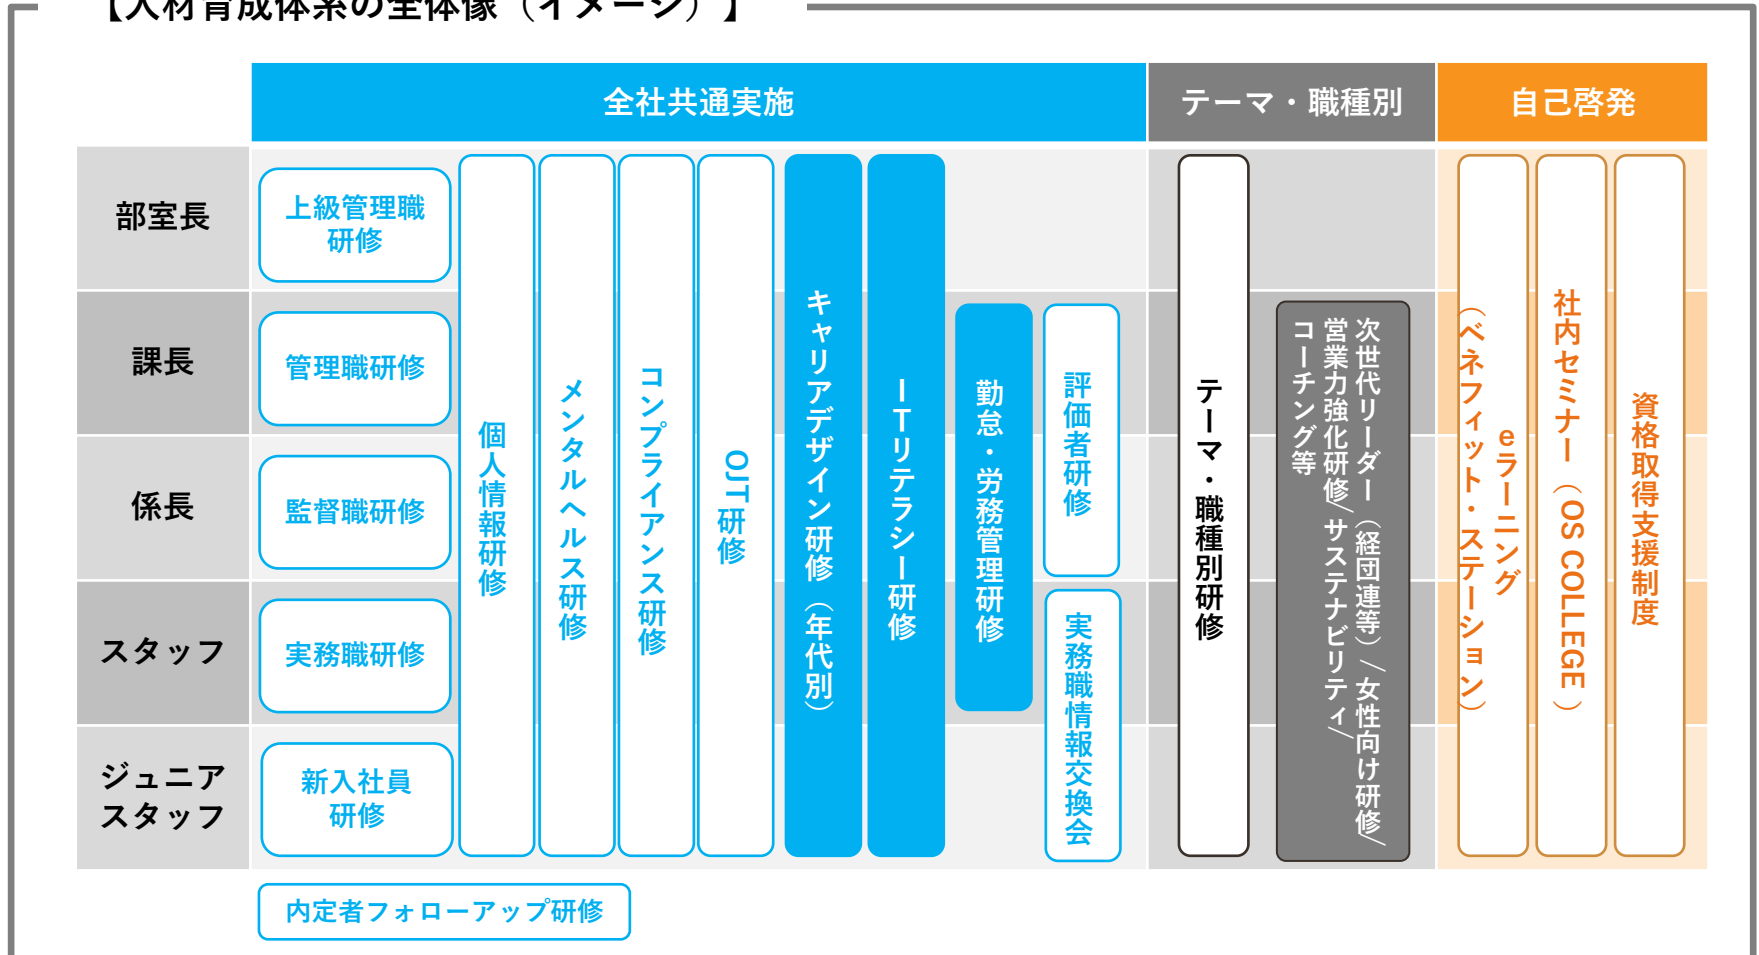 【人材育成体系の全体像（イメージ）】
全社共通実施
テーマ・職種別
自己啓発
部室長
課長
係長
スタッフ
ジュニア
スタッフ
上級管理職
研修
管理職研修
監督職研修
実務職研修
新入社員
研修
個人情報研修
メンタルヘルス研修
コンプライアンス研修
OJT研修
キャリアデザイン研修（年代別）
ITリテラシー研修
勤怠・労務管理研修
評価者研修
実務職情報交換会
テーマ・職種別研修
次世代リーダー（経団連等）/女性向け研修/
営業力強化研修/サステナビリティ/
コーチング等
eラーニング
（ベネフィット・ステーション）
社内セミナー（OS COLLEGE）
資格取得支援制度
内定者フォローアップ研修